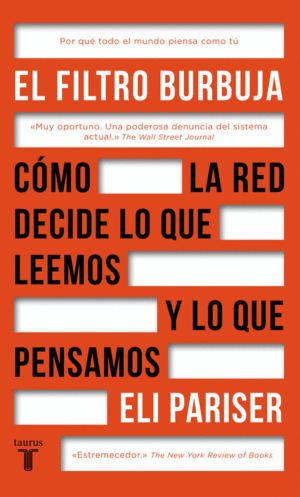 Por qué todo el mundo piensa como tú
EL FILTRO BURBUJA
«Muy oportuno. Una poderosa denuncia del sistema
actual.» The Wall Street Journal
CÓMO LA RED
DECIDE LO QUE
LEEMOS
Y LO QUE
PENSAMOS
ELI PARISER
taurus
«Estremecedor.» The New York Review of Books